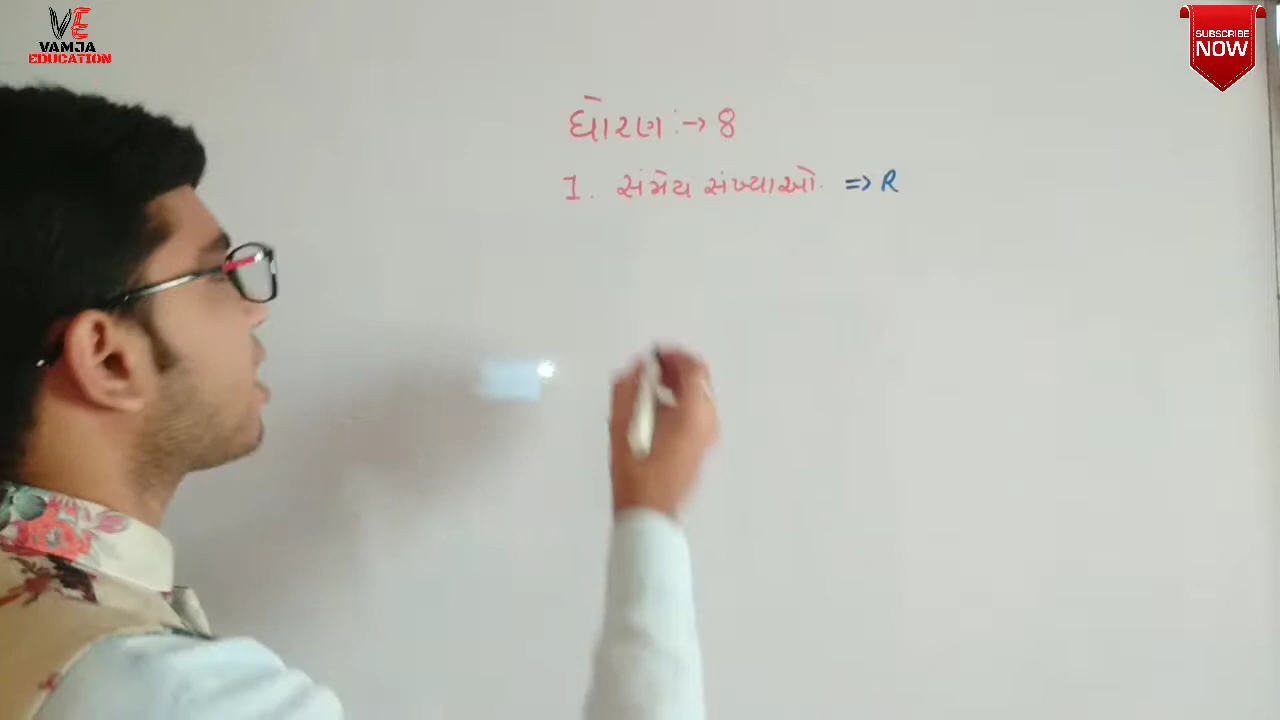 VE
VAMJA
EDUCATION
SUBSCRIBE
NOW
ધોરણ :-> 8
1. સંમેય સંખ્યાઓ. => R